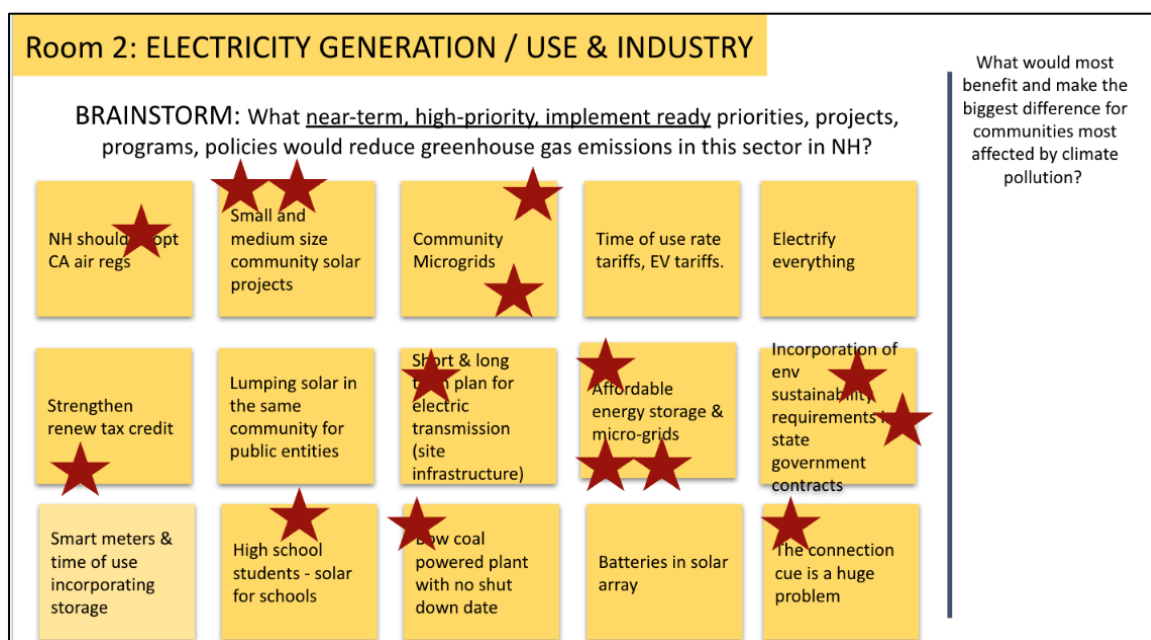 Room 2: ELECTRICITY GENERATION / USE & INDUSTRY
BRAINSTORM: What near-term, high-priority, implement ready priorities, projects,
programs, policies would reduce greenhouse gas emissions in this sector in NH?
NH should opt
CA air regs
Small and
medium size
community solar
projects
Community
Microgrids
Time of use rate
tariffs, EV tariffs.
Electrify
everything
Strengthen
renew tax credit
Lumping solar in
the same
community for
public entities
Short & long
plan for
electric
transmission
(site
infrastructure)
Affordable
energy storage &
micro-grids
Incorporation of
env
sustainability
requirements
state
government
contracts
Smart meters &
time of use
incorporating
storage
High school
students - solar
for schools
coal
powered plant
with no shut
down date
Batteries in solar
array
The connection
cue is a huge
problem
What would most
benefit and make the
biggest difference for
communities most
affected by climate
pollution?